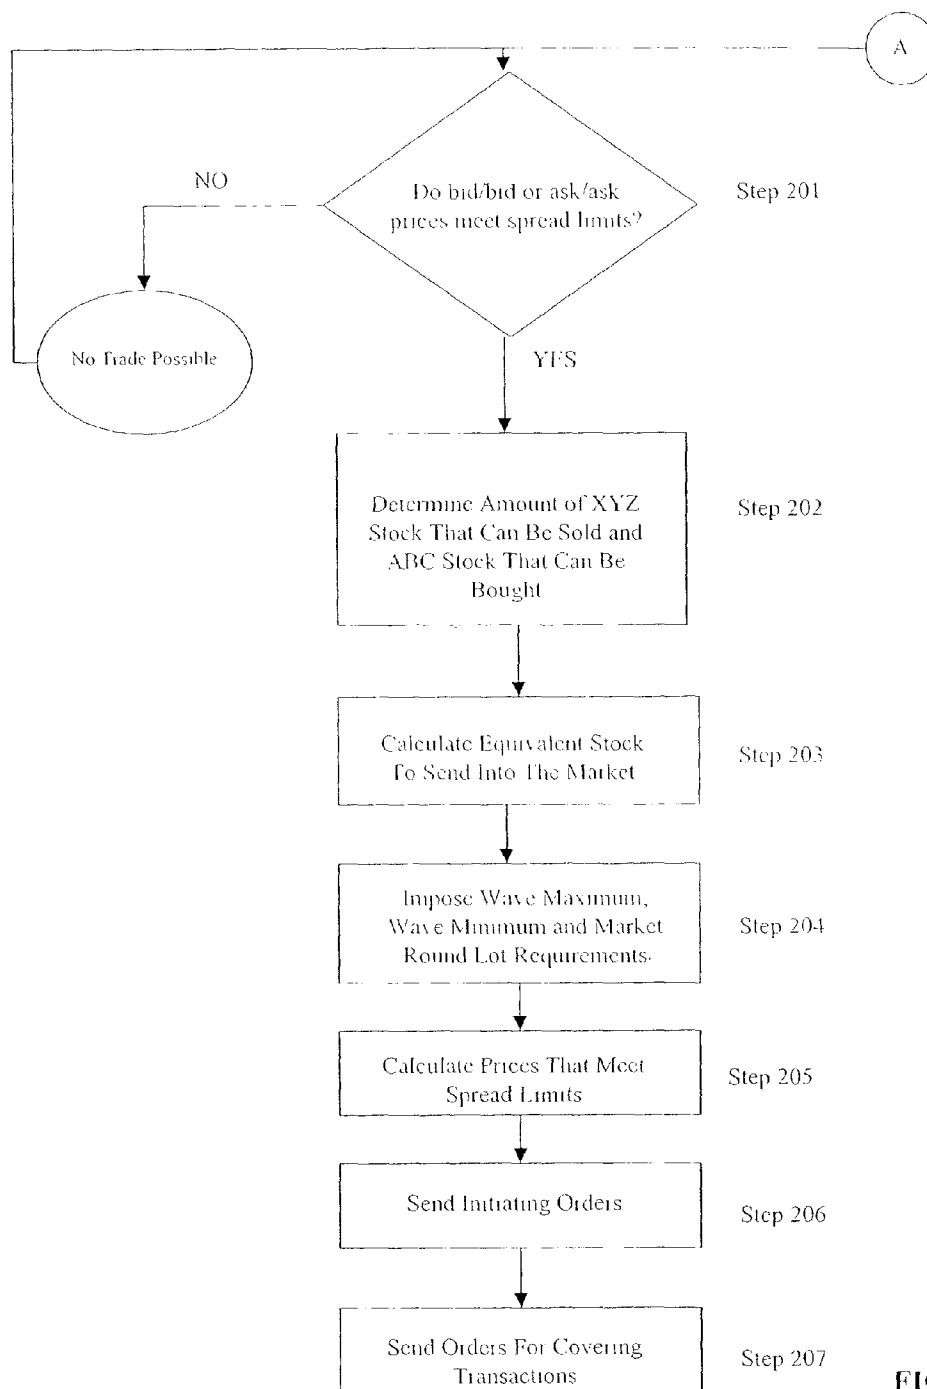 A
Do bid/bid or ask/ask
prices meet spread limits?
Step 201
NO
No Trade Possible
YES
Determine Amount of XYZ
Stock That Can Be Sold and
ABC Stock That Can Be
Bought
Step 202
Calculate Equivalent Stock
To Send Into The Market
Step 203
Impose Wave Maximum,
Wave Minimum and Market
Round Lot Requirements.
Step 204
Calculate Prices That Meet
Spread Limits
Step 205
Send Initiating Orders
Step 206
Send Orders For Covering
Transactions
Step 207